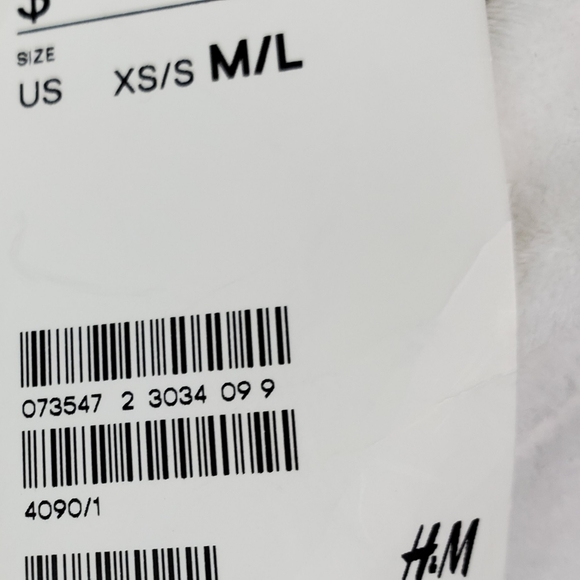 $
SIZE
US XS/S M/L
073547 2 3034 09 9
4090/1
H&M